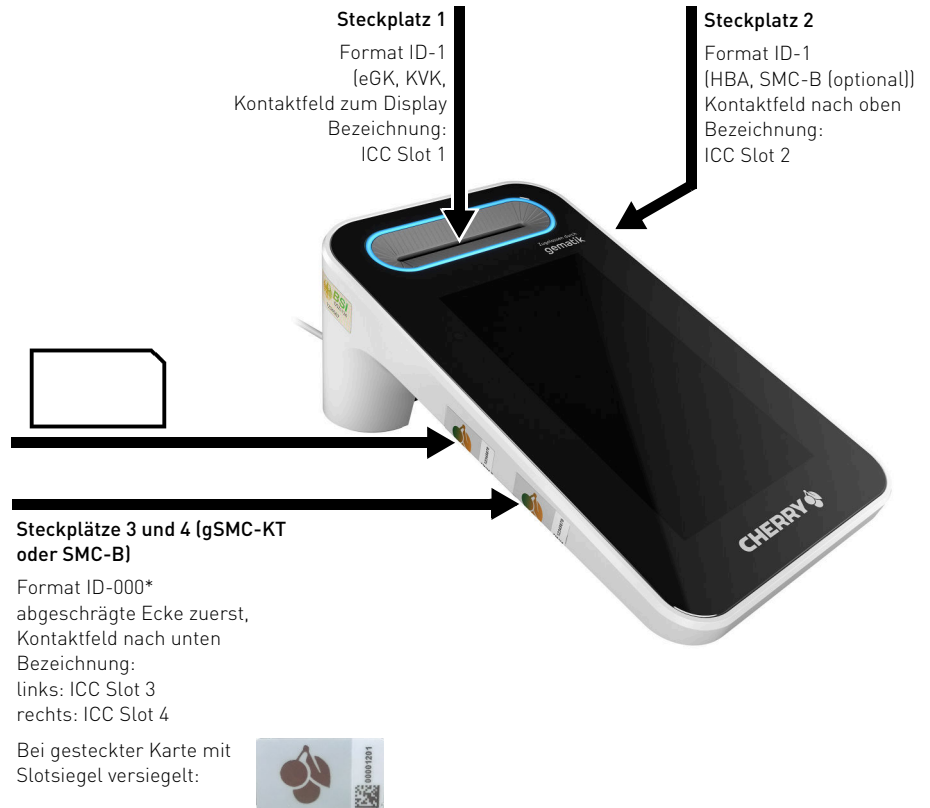 Steckplatz 1
Format ID-1
(eGK, KVK,
Kontaktfeld zum Display
Bezeichnung:
ICC Slot 1
Steckplatz 2
Format ID-1
(HBA, SMC-B (optional))
Kontaktfeld nach oben
Bezeichnung:
ICC Slot 2
Zugelassen durch
gematik
BSI
CHERRY
Steckplätze 3 und 4 (gSMC-KT
oder SMC-B)
Format ID-000*
abgeschrägte Ecke zuerst,
Kontaktfeld nach unten
Bezeichnung:
links: ICC Slot 3
rechts: ICC Slot 4
Bei gesteckter Karte mit
Slotsiegel versiegelt:
00001201